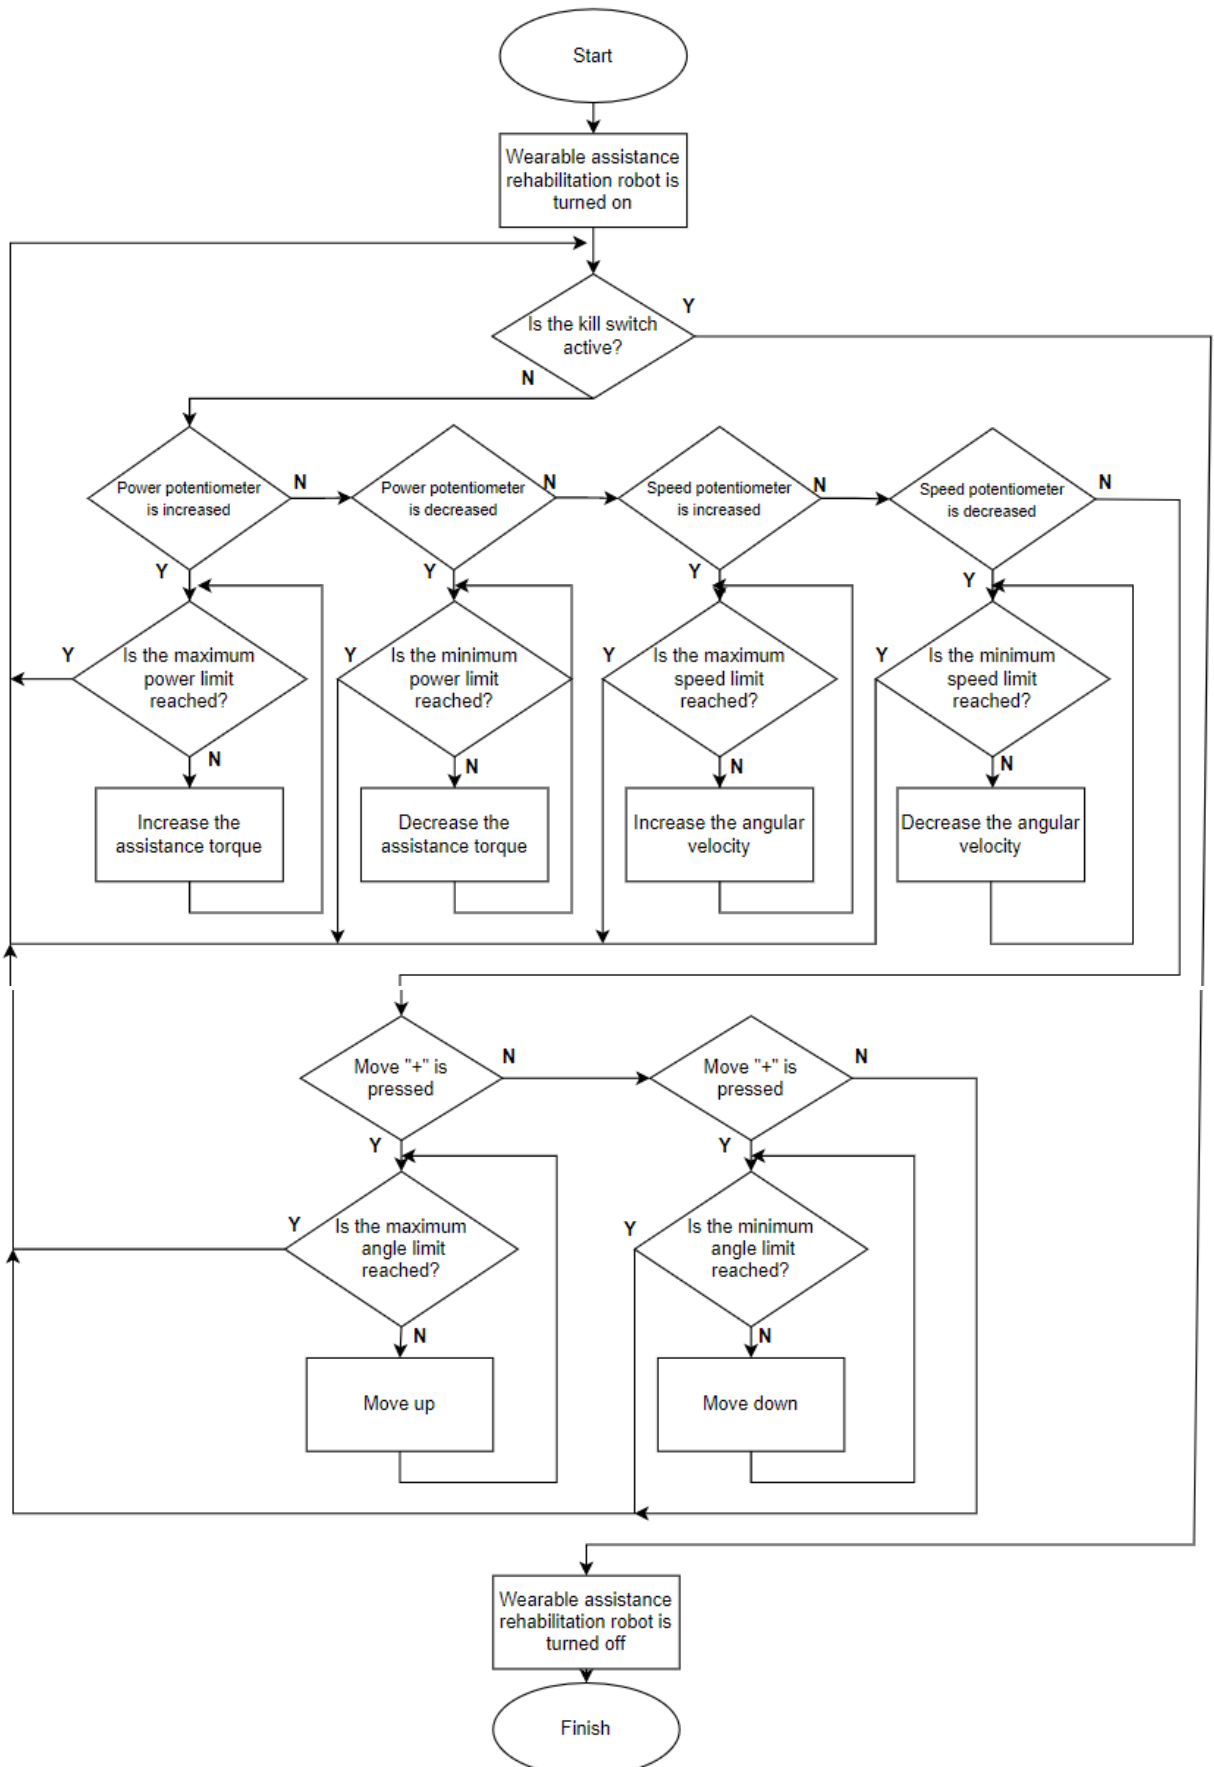 Start
Wearable assistance
rehabilitation robot is
turned on
Is the kill switch
active?
Y
N
Power potentiometer
is increased
N
Power potentiometer
is decreased
N
Speed potentiometer
is increased
N
Speed potentiometer
is decreased
N
Y
Y
Y
Y
Y
Is the maximum
power limit
reached?
Y
Is the minimum
power limit
reached?
Y
Is the maximum
speed limit
reached?
Y
Is the minimum
speed limit
reached?
N
N
N
N
Increase the
assistance torque
Decrease the
assistance torque
Increase the angular
velocity
Decrease the angular
velocity
Move "+" is
pressed
N
Move "+" is
pressed
N
Y
Y
Y
Is the maximum
angle limit
reached?
Y
Is the minimum
angle limit
reached?
N
N
Move up
Move down
Wearable assistance
rehabilitation robot is
turned off
Finish